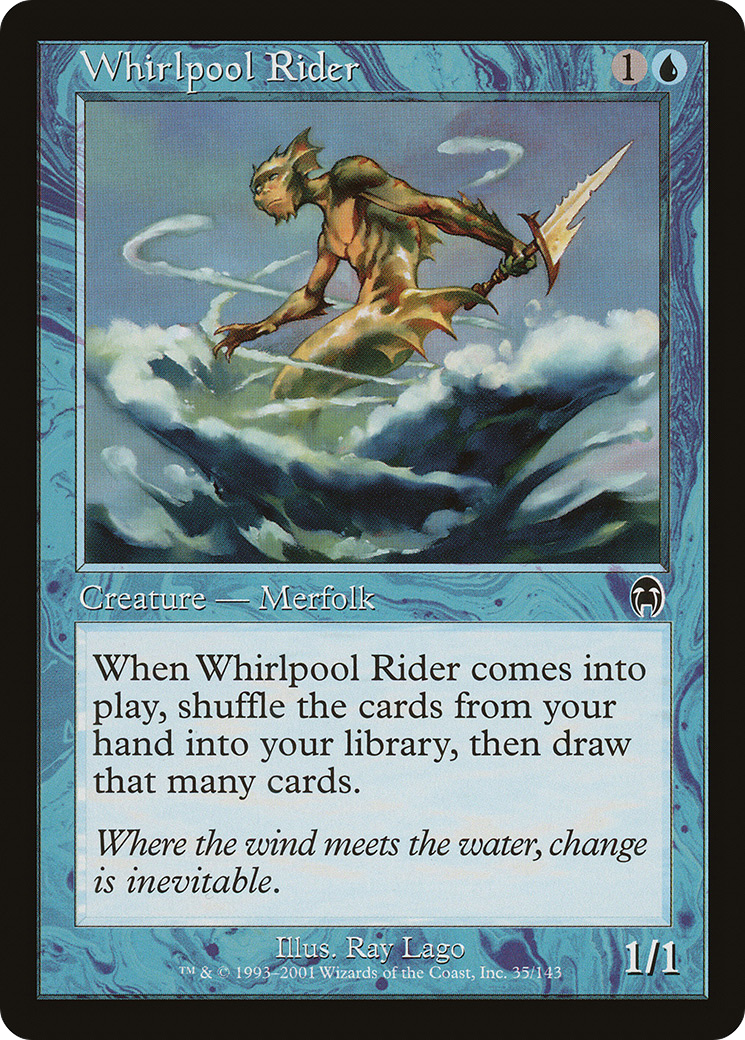 Whirlpool Rider 1
Creature — Merfolk
When Whirlpool Rider comes into
play, shuffle the cards from your
hand into your library, then draw
that many cards.
Where the wind meets the water, change
is inevitable.
Illus. Ray Lago
™ & © 1993–2001 Wizards of the Coast, Inc. 35/143
1/1